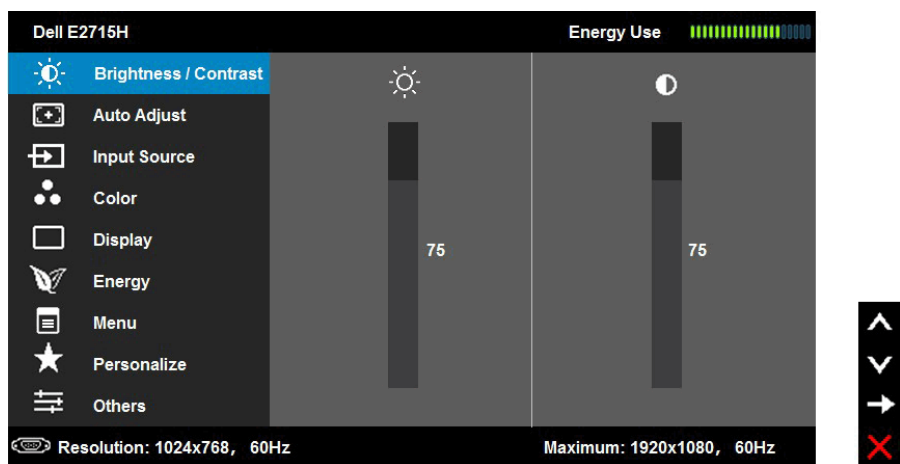 Dell E2715H Energy Use
Brightness / Contrast
Auto Adjust
Input Source
Color
Display
75 75
Energy
Menu
Personalize
Others
Resolution: 1024x768, 60Hz Maximum: 1920x1080, 60Hz